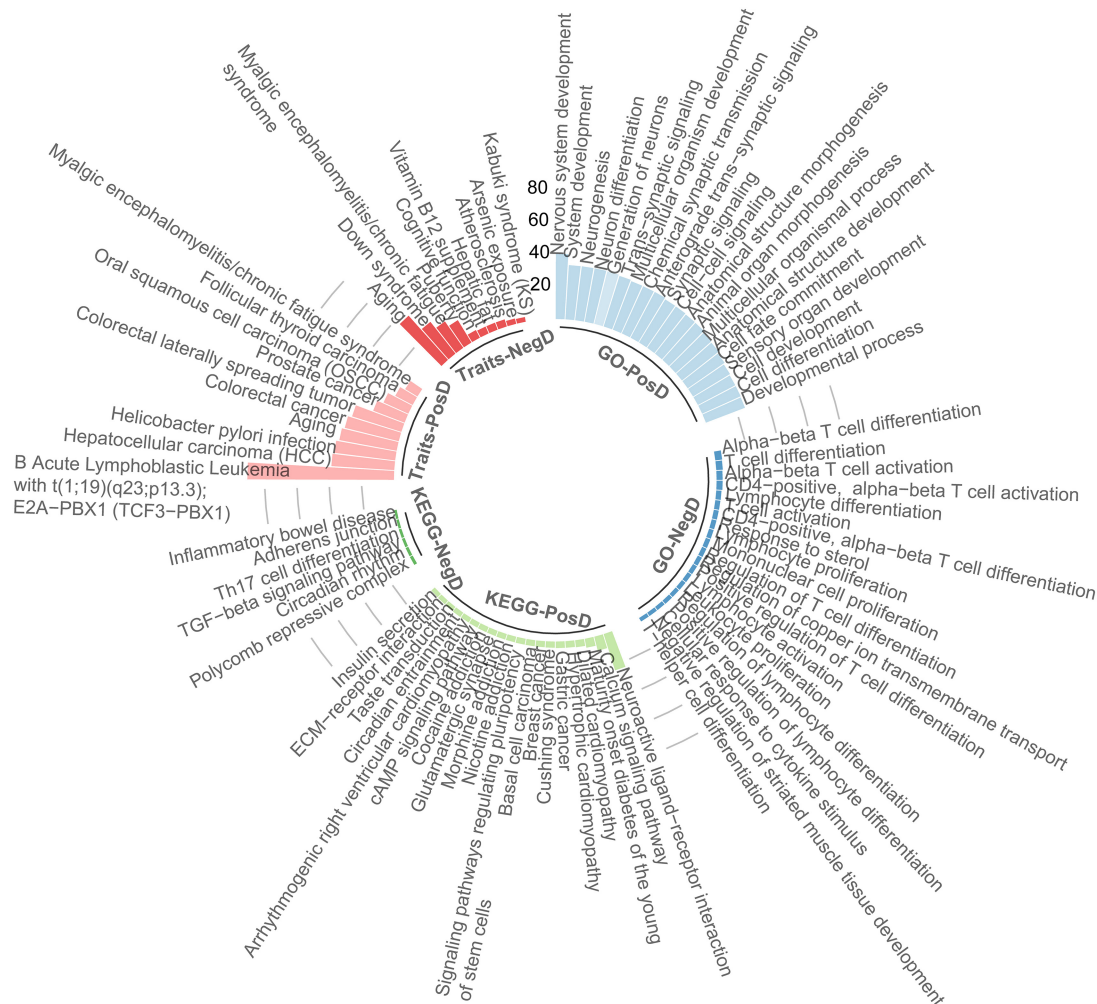 Nervous system development
System development
Neurogenesis
Neuron differentiation
Generation of neurons
Trans−synaptic signaling
Multicellular organism development
Chemical synaptic transmission
Anterograde trans−synaptic signaling
Synaptic signaling
Cell−cell signaling
Anatomical structure morphogenesis
Animal organ morphogenesis
Multicellular organismal process
Anatomical structure development
Cell fate commitment
Sensory organ development
Cell development
Cell differentiation
Developmental process
Alpha−beta T cell differentiation
T cell differentiation
Alpha−beta T cell activation
CD4−positive, alpha−beta T cell activation
Lymphocyte differentiation
T cell activation
CD4−positive, alpha−beta T cell differentiation
Response to sterol
Lymphocyte proliferation
Mononuclear cell proliferation
Regulation of T cell differentiation
Regulation of copper ion transmembrane transport
Positive regulation of T cell differentiation
Lymphocyte activation
Leukocyte proliferation
Regulation of lymphocyte differentiation
Positive regulation of lymphocyte differentiation
Cellular response to cytokine stimulus
Negative regulation of striated muscle tissue development
T−helper cell differentiation
Neuroactive ligand−receptor interaction
Calcium signaling pathway
Maturity onset diabetes of the young
Dilated cardiomyopathy
Hypertrophic cardiomyopathy
Gastric cancer
Cushing syndrome
Breast cancer
Basal cell carcinoma
Signaling pathways regulating pluripotency
of stem cells
Nicotine addiction
Morphine addiction
Glutamatergic synapse
Cocaine addiction
cAMP signaling pathway
Arrhythmogenic right ventricular cardiomyopathy
Circadian entrainment
Taste transduction
ECM−receptor interaction
Insulin secretion
Polycomb repressive complex
Circadian rhythm
TGF−beta signaling pathway
Th17 cell differentiation
Adherens junction
Inflammatory bowel disease
B Acute Lymphoblastic Leukemia
with t(1;19)(q23;p13.3);
E2A−PBX1 (TCF3−PBX1)
Hepatocellular carcinoma (HCC)
Helicobacter pylori infection
Aging
Colorectal cancer
Colorectal laterally spreading tumor
Prostate cancer
Oral squamous cell carcinoma (OSCC)
Follicular thyroid carcinoma
Myalgic encephalomyelitis/chronic fatigue syndrome
Aging
Down syndrome
Myalgic encephalomyelitis/chronic fatigue
syndrome
Puberty
Cognitive function
Vitamin B12 supplement
Hepatic fat
Atherosclerosis
Arsenic exposure
Kabuki syndrome (KS)
80
60
40
20
GO−PosD
GO−NegD
KEGG−PosD
KEGG−NegD
Traits−PosD
Traits−NegD